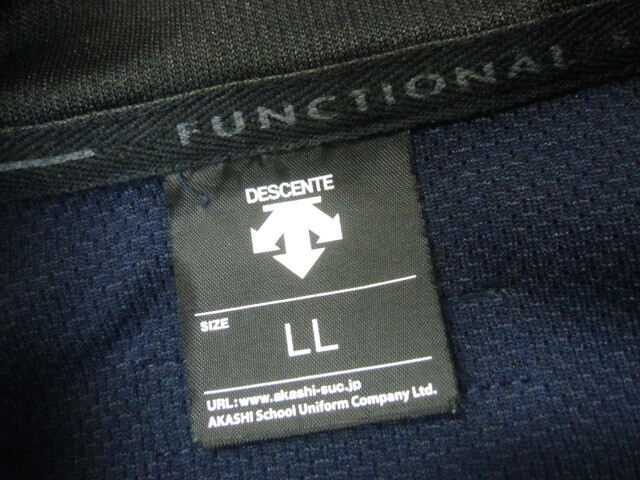 FUNCTIONAL
DESCENTE
SIZE
LL
URL:www.akashi-suc.jp
AKASHI School Uniform Company Ltd.